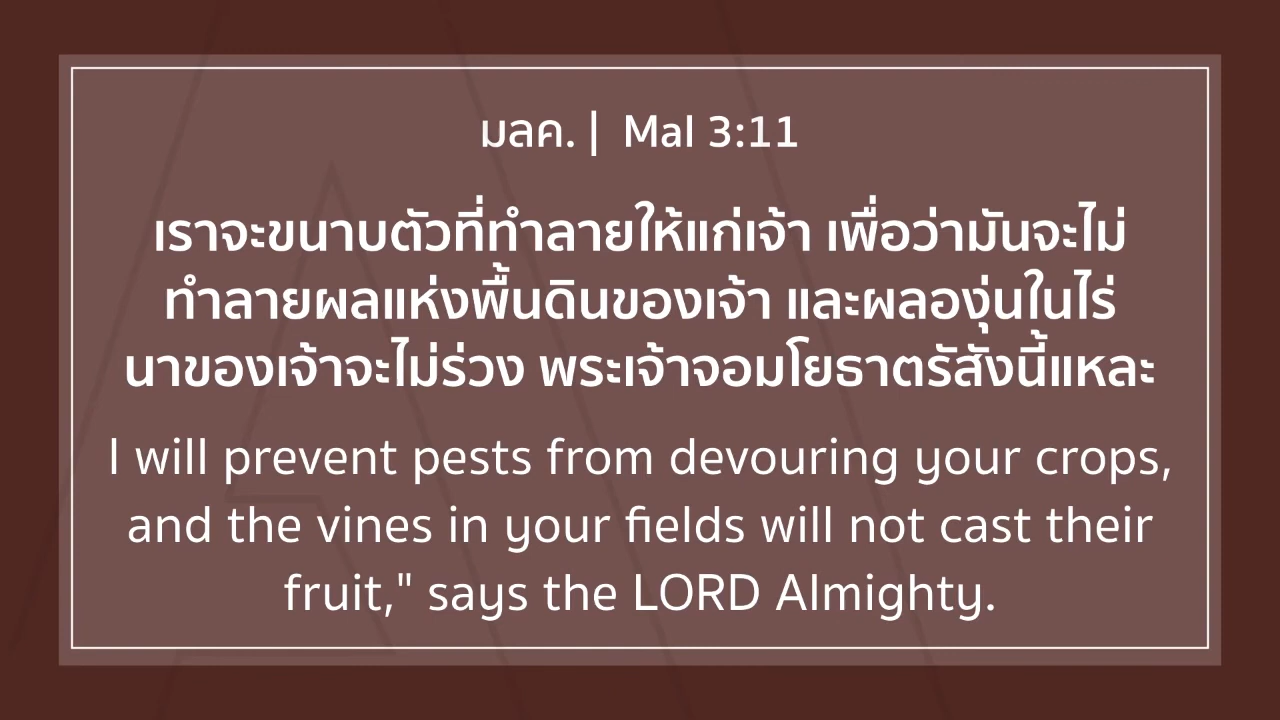 มลค. | Mal 3:11
เราจะขนาบตัวที่ทำลายให้แก่เจ้า เพื่อว่ามันจะไม่
ทำลายผลแห่งพื้นดินของเจ้า และผลองุ่นในไร่
นาของเจ้าจะไม่ร่วง พระเจ้าจอมโยธาตรัสดังนี้แหละ
I will prevent pests from devouring your crops,
and the vines in your fields will not cast their
fruit," says the LORD Almighty.